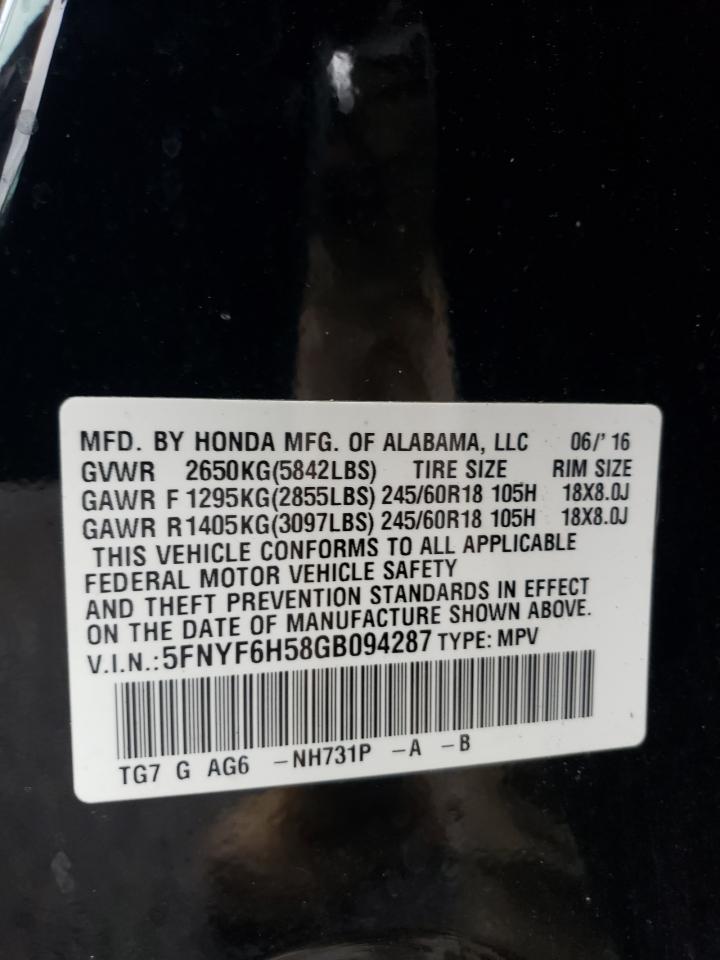 MFD. BY HONDA MFG. OF ALABAMA, LLC 06/'16
GVWR 2650KG(5842LBS) TIRE SIZE RIM SIZE
GAWR F 1295KG(2855LBS) 245/60R18 105H 18X8.0J
GAWR R1405KG(3097LBS) 245/60R18 105H 18X8.0J
THIS VEHICLE CONFORMS TO ALL APPLICABLE
FEDERAL MOTOR VEHICLE SAFETY
AND THEFT PREVENTION STANDARDS IN EFFECT
ON THE DATE OF MANUFACTURE SHOWN ABOVE.
V.I.N.:5FNYF6H58GB094287 TYPE: MPV
TG7 G AG6 -NH731P -A -B